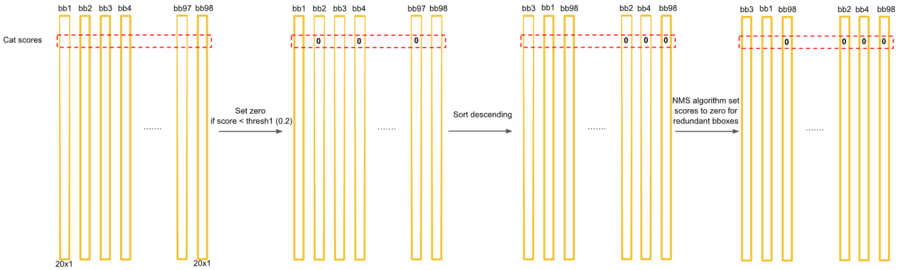 bb1 bb2 bb3 bb4 bb97 bb98
bb1 bb2 bb3 bb4 bb97 bb98
bb3 bb1 bb98 bb2 bb4 bb98
bb3 bb1 bb98 bb2 bb4 bb98
Cat scores
0 0 0
0 0 0
0 0 0 0
Set zero
if score < thresh1 (0.2)
Sort descending
NMS algorithm set
scores to zero for
redundant bboxes
.......
.......
.......
.......
20x1 20x1